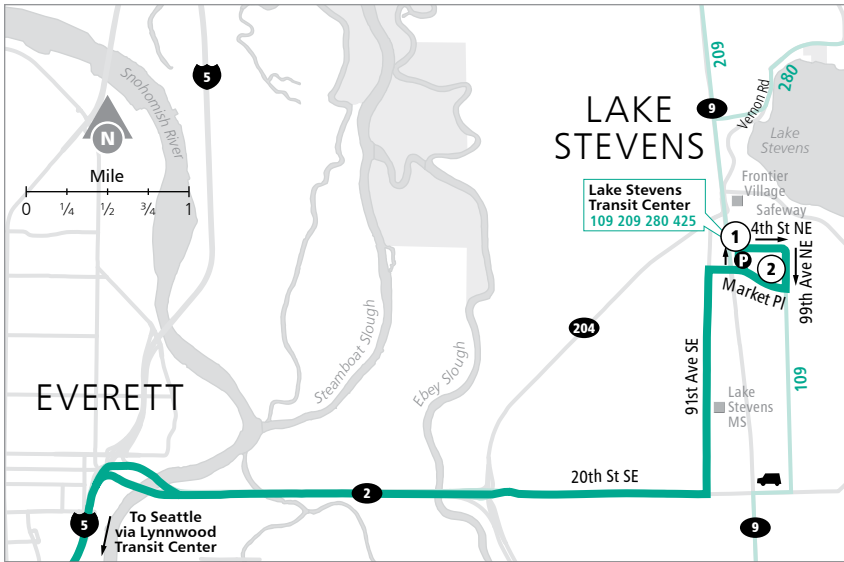 209
5
Snohomish
River
N
Mile
0 ¼ ½ ¾ 1
LAKE
STEVENS
9
Vernon Rd
280
Lake
Stevens
Lake Stevens
Transit Center
109 209 280 425
Frontier
Village
Safeway
1
4th St NE
P
2
99th Ave NE
Market Pl
204
Steamboat Slough
Ebey Slough
91st Ave SE
109
Lake
Stevens
MS
EVERETT
20th St SE
2
5
To Seattle
via Lynnwood
Transit Center
9